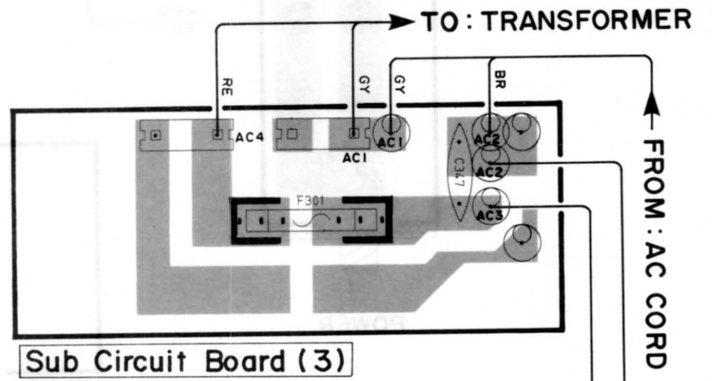 TO : TRANSFORMER
RE
GY
GY
BR
AC4
AC1
AC1
AC2
AC2
C347
AC3
F301
FROM : AC CORD
POWER
Sub Circuit Board (3)